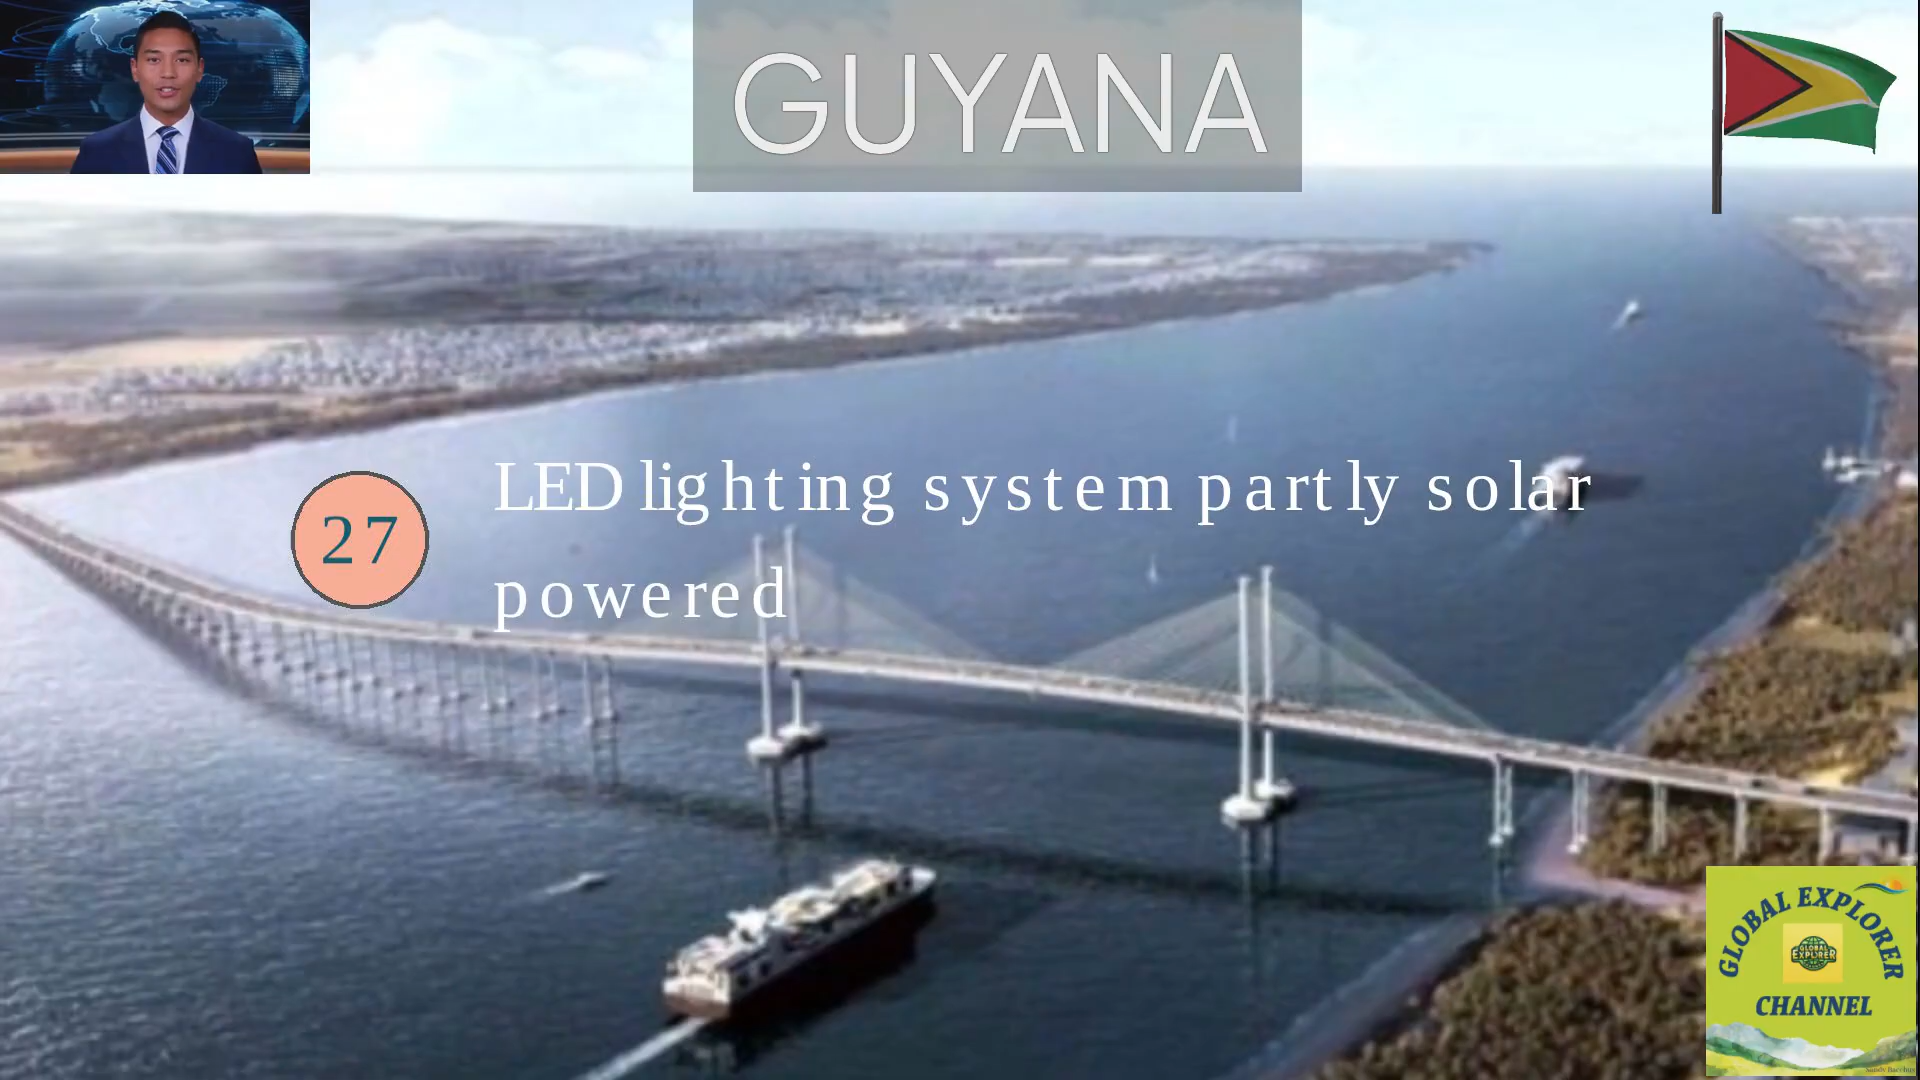 GUYANA
27
LED lighting system partly solar
powered
GLOBAL EXPLORER
GLOBAL
EXPLORER
CHANNEL